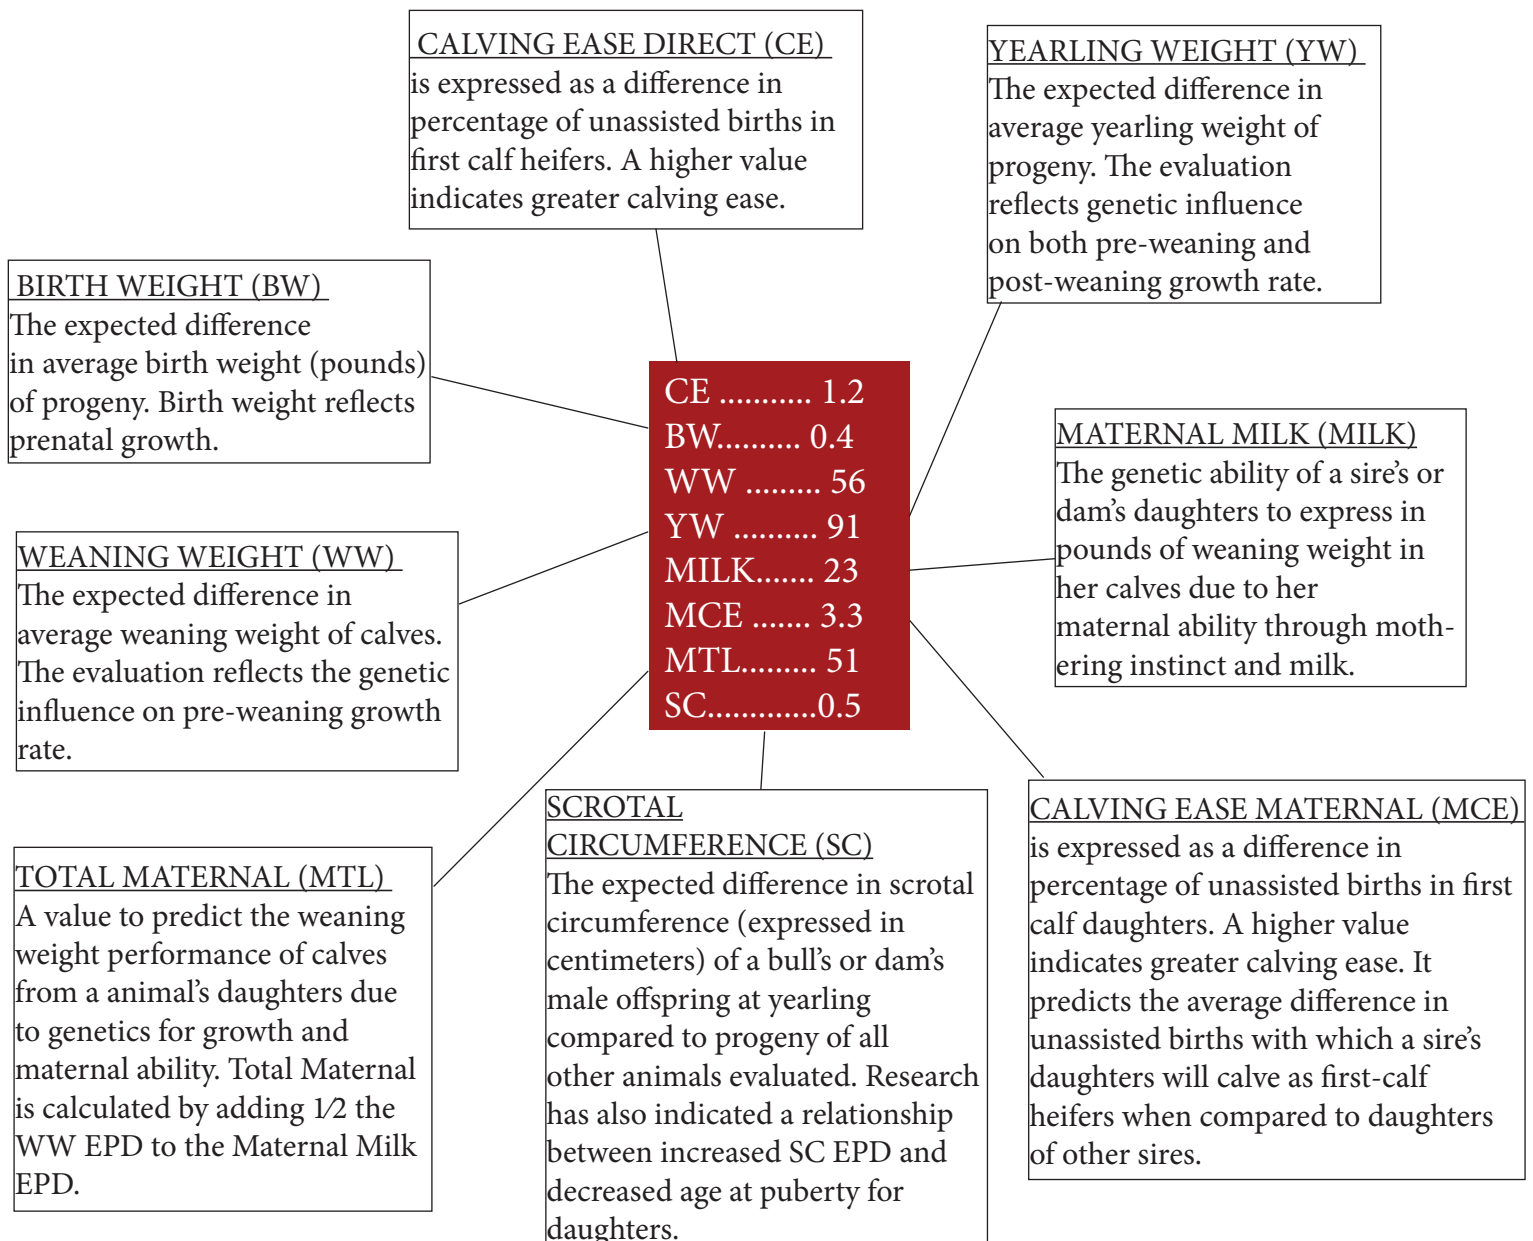 CALVING EASE DIRECT (CE)
is expressed as a difference in
percentage of unassisted births in
first calf heifers. A higher value
indicates greater calving ease.
YEARLING WEIGHT (YW)
The expected difference in
average yearling weight of
progeny. The evaluation
reflects genetic influence
on both pre-weaning and
post-weaning growth rate.
BIRTH WEIGHT (BW)
The expected difference
in average birth weight (pounds)
of progeny. Birth weight reflects
prenatal growth.
CE ........... 1.2
BW.......... 0.4
WW ......... 56
YW .......... 91
MILK....... 23
MCE ....... 3.3
MTL......... 51
SC.............0.5
MATERNAL MILK (MILK)
The genetic ability of a sire's or
dam's daughters to express in
pounds of weaning weight in
her calves due to her
maternal ability through moth-
ering instinct and milk.
WEANING WEIGHT (WW)
The expected difference in
average weaning weight of calves.
The evaluation reflects the genetic
influence on pre-weaning growth
rate.
TOTAL MATERNAL (MTL)
A value to predict the weaning
weight performance of calves
from a animal's daughters due
to genetics for growth and
maternal ability. Total Maternal
is calculated by adding 1/2 the
WW EPD to the Maternal Milk
EPD.
SCROTAL
CIRCUMFERENCE (SC)
The expected difference in scrotal
circumference (expressed in
centimeters) of a bull's or dam's
male offspring at yearling
compared to progeny of all
other animals evaluated. Research
has also indicated a relationship
between increased SC EPD and
decreased age at puberty for
daughters.
CALVING EASE MATERNAL (MCE)
is expressed as a difference in
percentage of unassisted births in first
calf daughters. A higher value
indicates greater calving ease. It
predicts the average difference in
unassisted births with which a sire's
daughters will calve as first-calf
heifers when compared to daughters
of other sires.